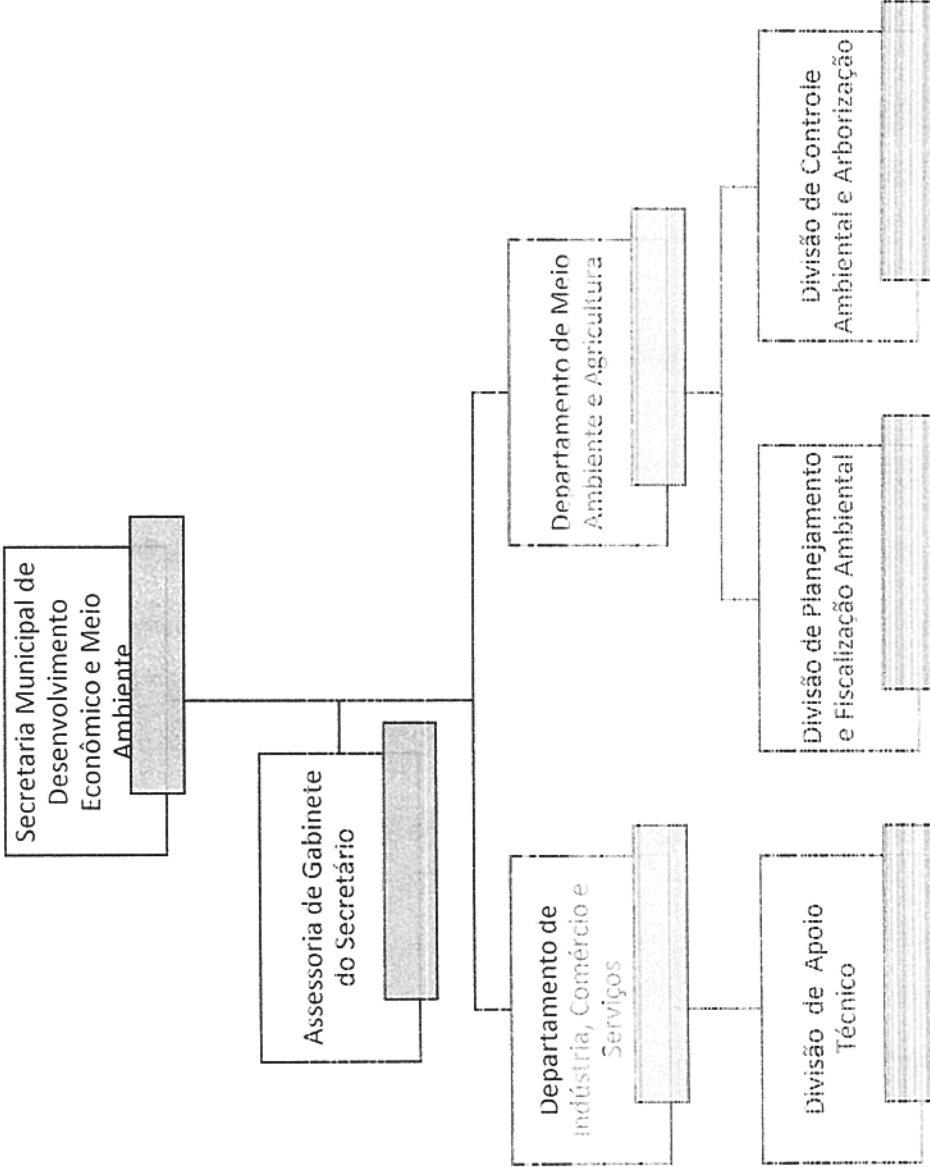 Secretaria Municipal de
Desenvolvimento
Econômico e Meio
Ambiente
Assessoria de Gabinete
do Secretário
Departamento de
Indústria, Comércio e
Serviços
Departamento de Meio
Ambiente e Agricultura
Divisão de Apoio
Técnico
Divisão de Planejamento
e Fiscalização Ambiental
Divisão de Controle
Ambiental e Arborização